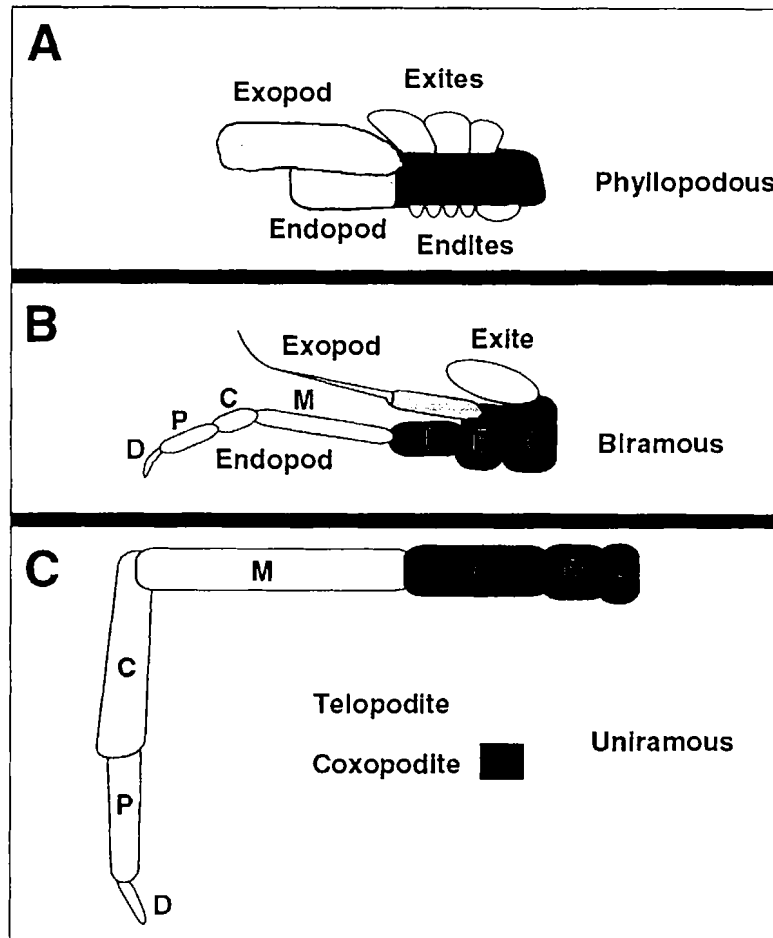 A
Exopod
Exites
Phyllopodous
Endopod
Endites
B
Exopod
Exite
P
C
M
D
Endopod
Biramous
C
M
C
Telopodite
Uniramous
Coxopodite
P
D